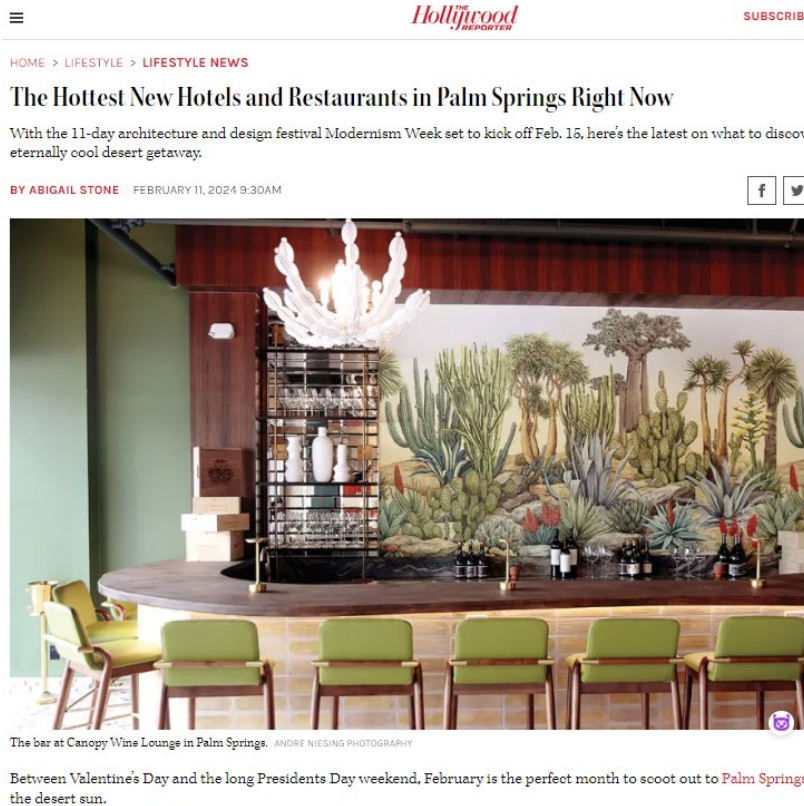 THE
Hollywood
REPORTER
SUBSCRIB
HOME > LIFESTYLE > LIFESTYLE NEWS
The Hottest New Hotels and Restaurants in Palm Springs Right Now
With the 11-day architecture and design festival Modernism Week set to kick off Feb. 15, here's the latest on what to discov
eternally cool desert getaway.
BY ABIGAIL STONE FEBRUARY 11, 2024 9:30AM
The bar at Canopy Wine Lounge in Palm Springs. ANDRE NIESING PHOTOGRAPHY
Between Valentine's Day and the long Presidents Day weekend, February is the perfect month to scoot out to Palm Springs
the desert sun.